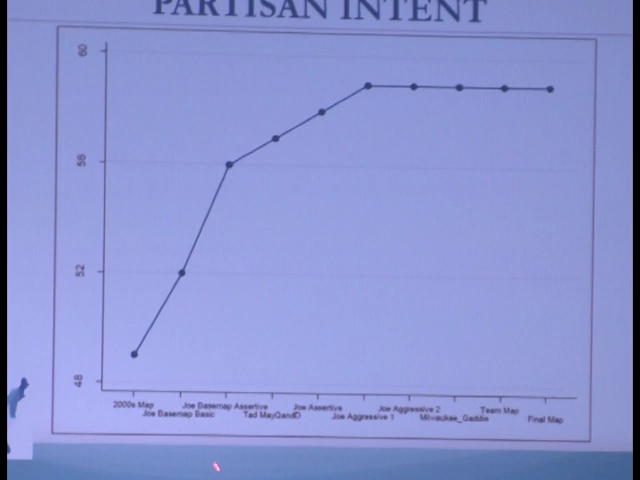 PARTISAN INTENT
60
56
52
48
2000s Map
Joe Basemap Basic
Joe Basemap Assertive
Tad MayQandD
Joe Assertive
Joe Aggressive 1
Joe Aggressive 2
Milwaukee_Gaddie
Team Map
Final Map